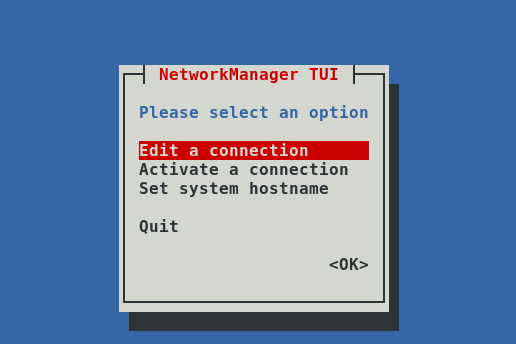 NetworkManager TUI
Please select an option
Edit a connection
Activate a connection
Set system hostname
Quit
<OK>